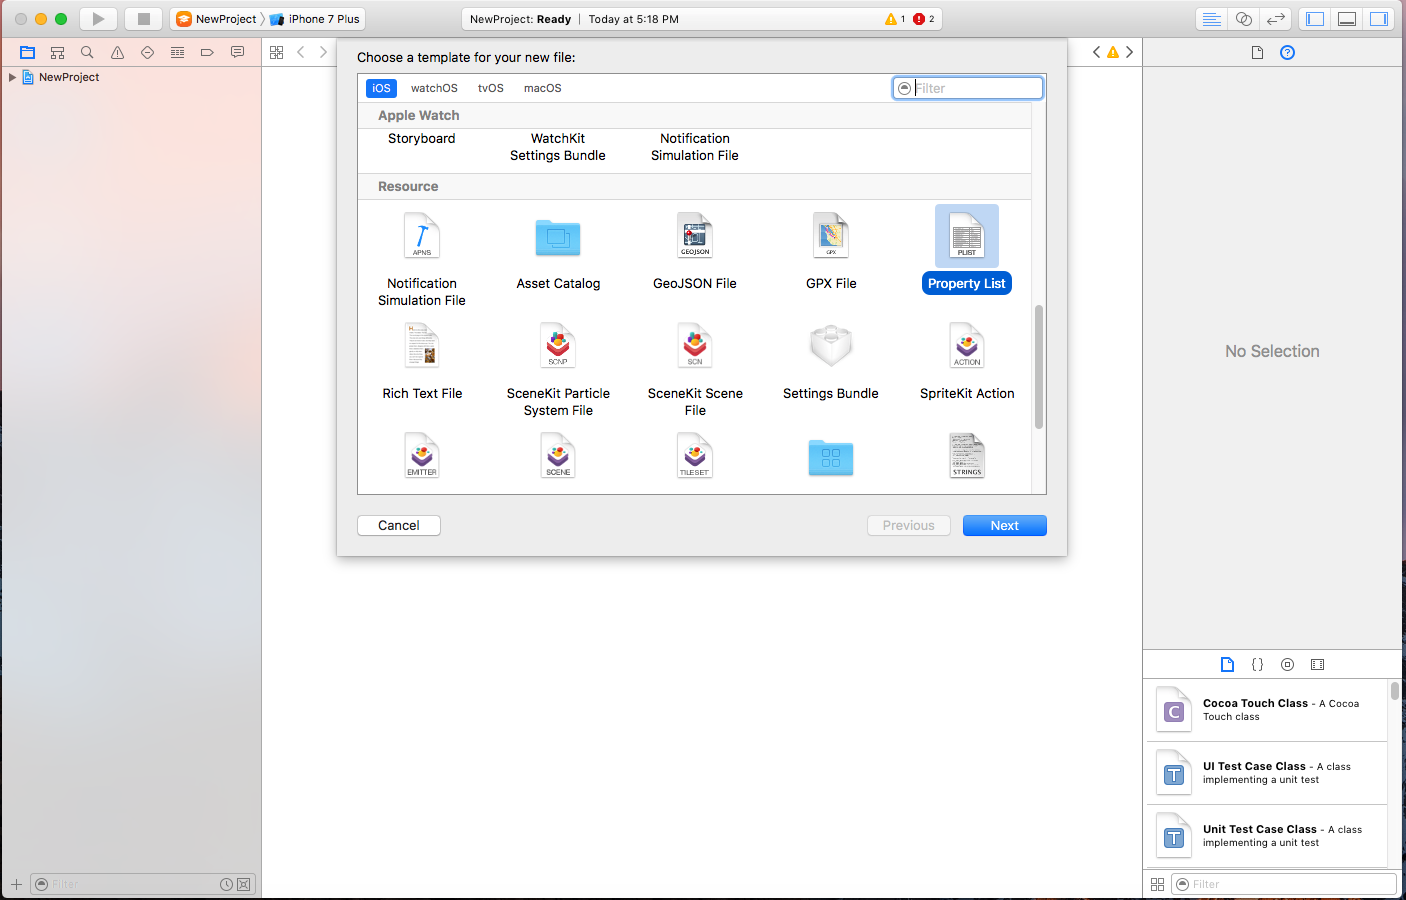 NewProject iPhone 7 Plus
NewProject: Ready Today at 5:18 PM 1 2
NewProject
Choose a template for your new file:
iOS watchOS tvOS macOS
Filter
Apple Watch
Storyboard
WatchKit
Settings Bundle
Notification
Simulation File
Resource
APNS
GEOJSON
GPX
PLIST
Notification
Simulation File
Asset Catalog
GeoJSON File
GPX File
Property List
SCNP
SCN
ACTION
Rich Text File
SceneKit Particle
System File
SceneKit Scene
File
Settings Bundle
SpriteKit Action
EMITTER
SCENE
TILESET
STRINGS
Cancel
Previous
Next
No Selection
C
Cocoa Touch Class - A Cocoa
Touch class
T
UI Test Case Class - A class
implementing a unit test
T
Unit Test Case Class - A class
implementing a unit test
Filter
Filter